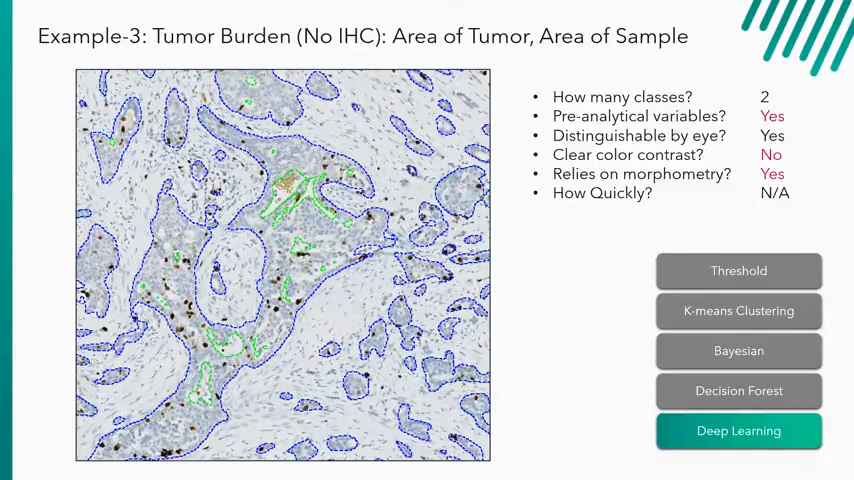 Example-3: Tumor Burden (No IHC): Area of Tumor, Area of Sample
• How many classes? 2
• Pre-analytical variables? Yes
• Distinguishable by eye? Yes
• Clear color contrast? No
• Relies on morphometry? Yes
• How Quickly? N/A
Threshold
K-means Clustering
Bayesian
Decision Forest
Deep Learning